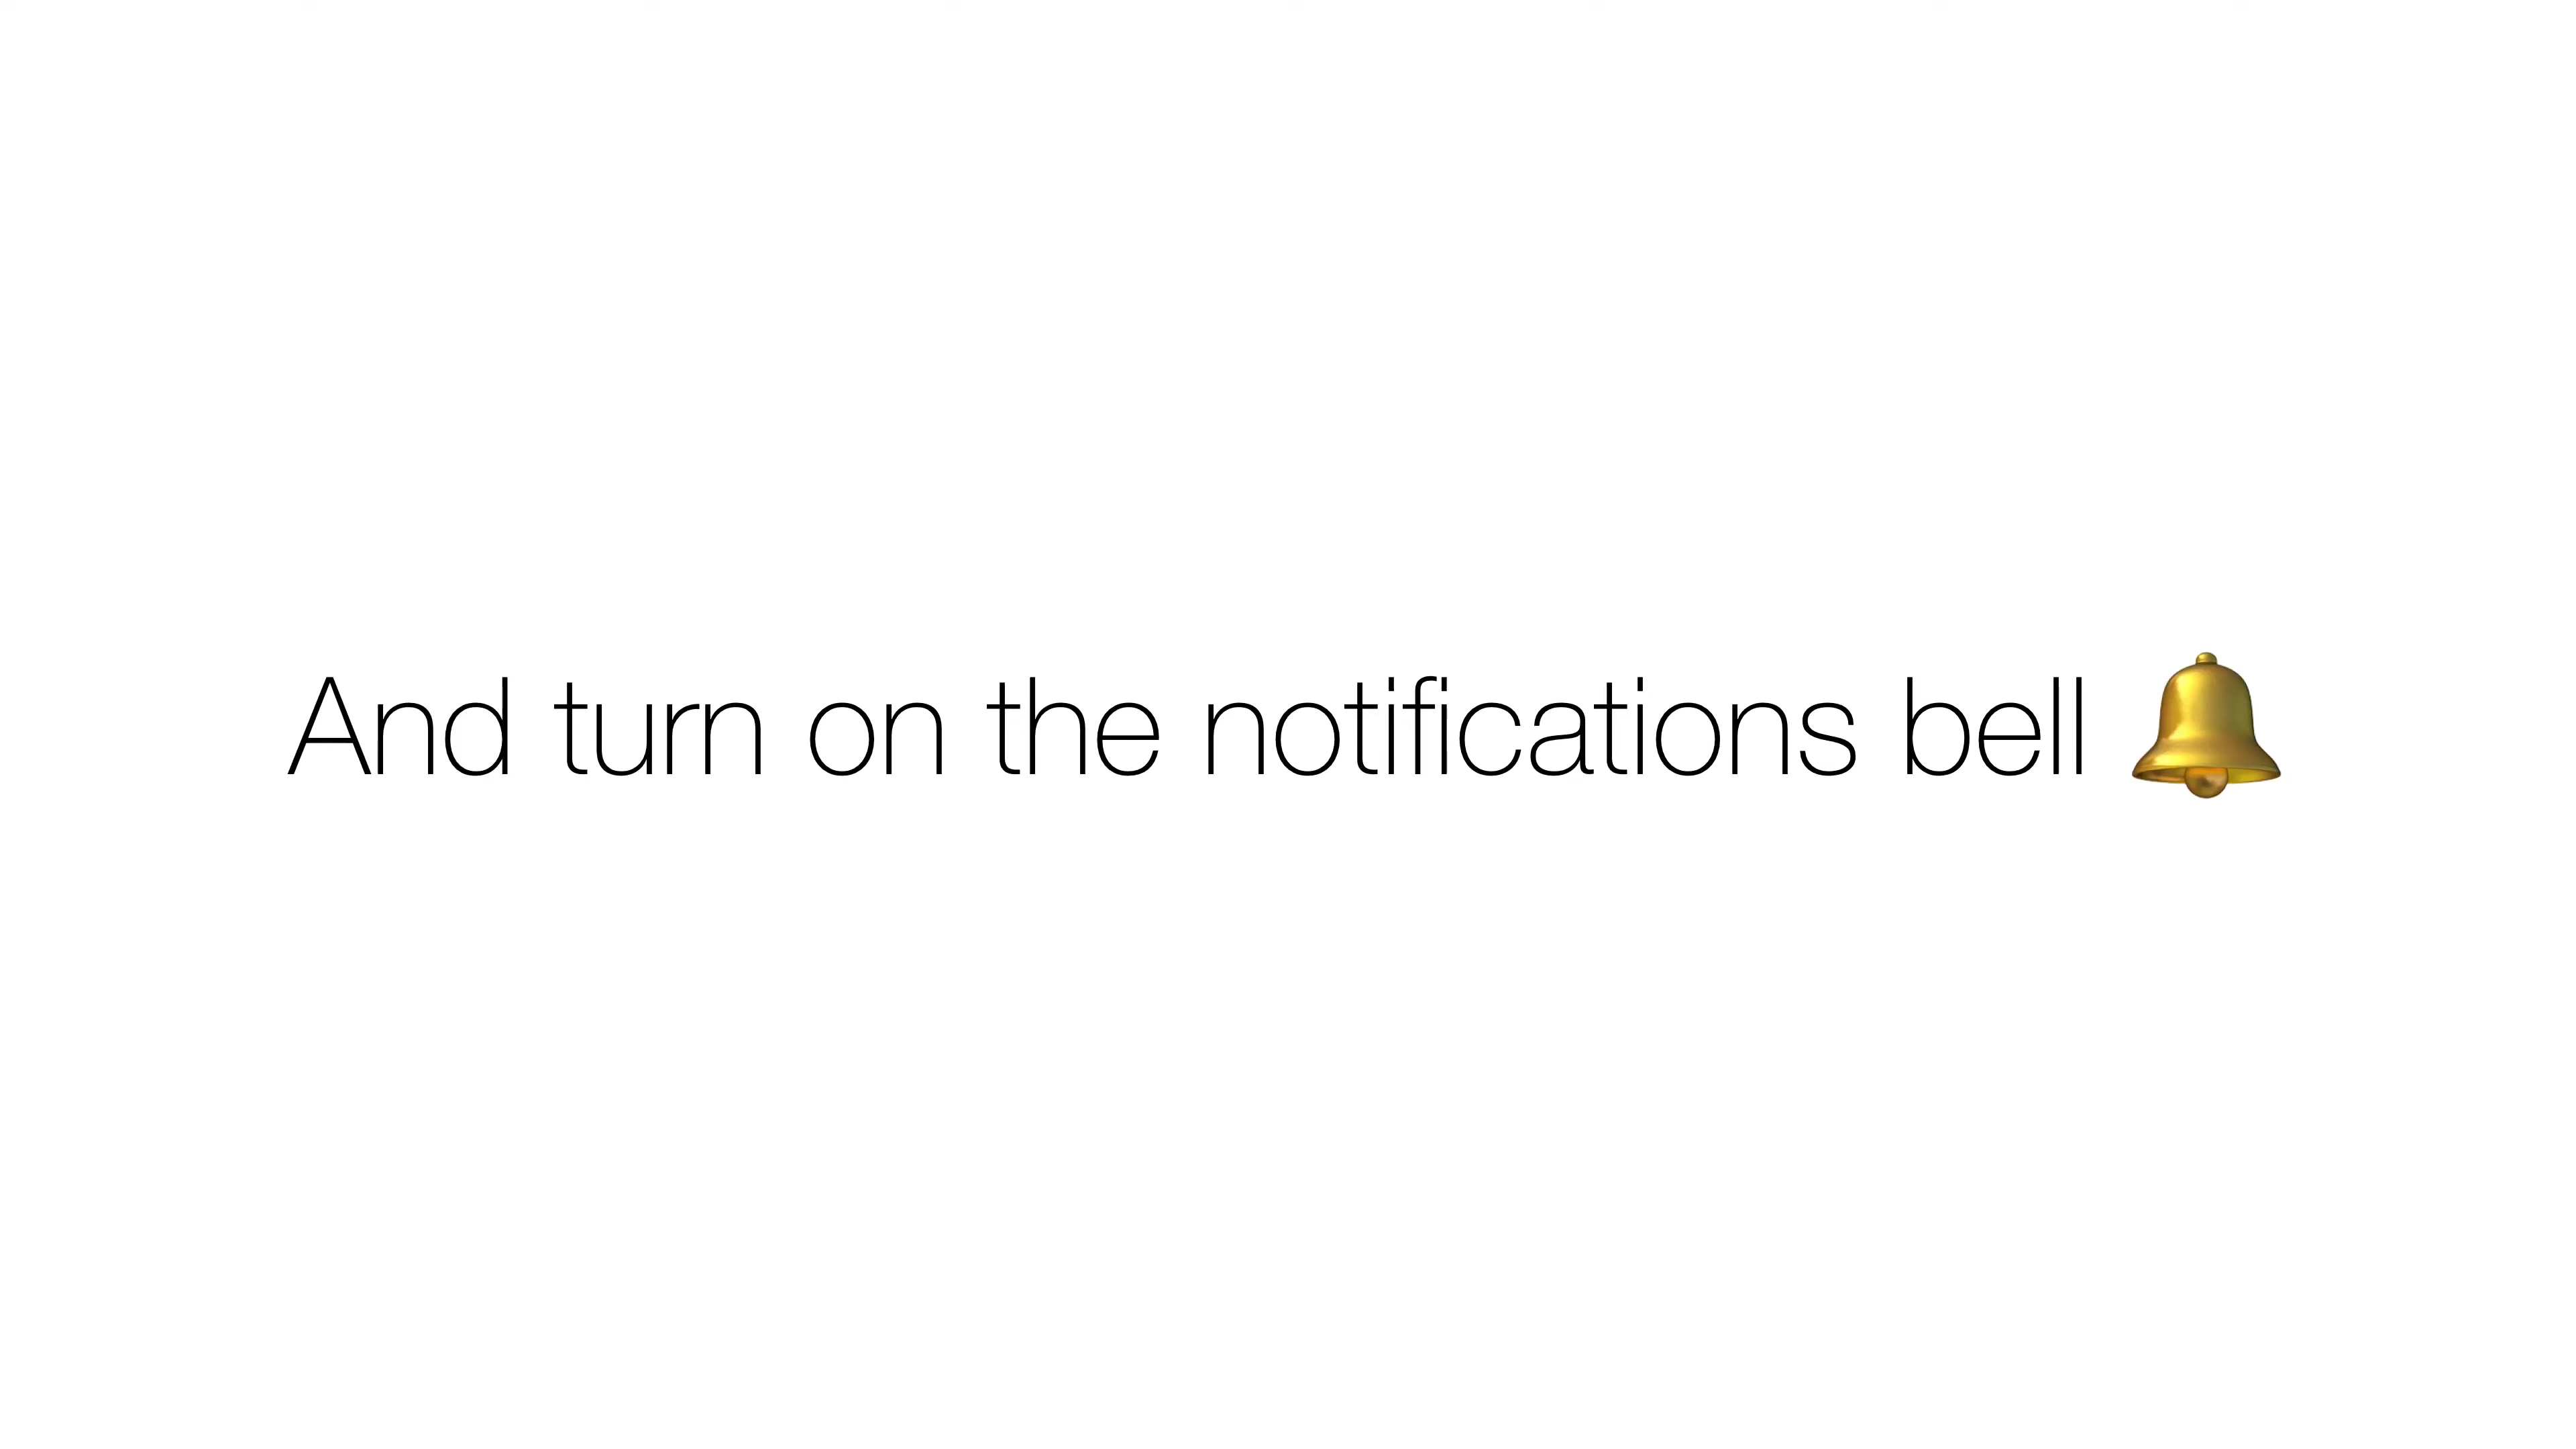 And turn on the notifications bell 🔔